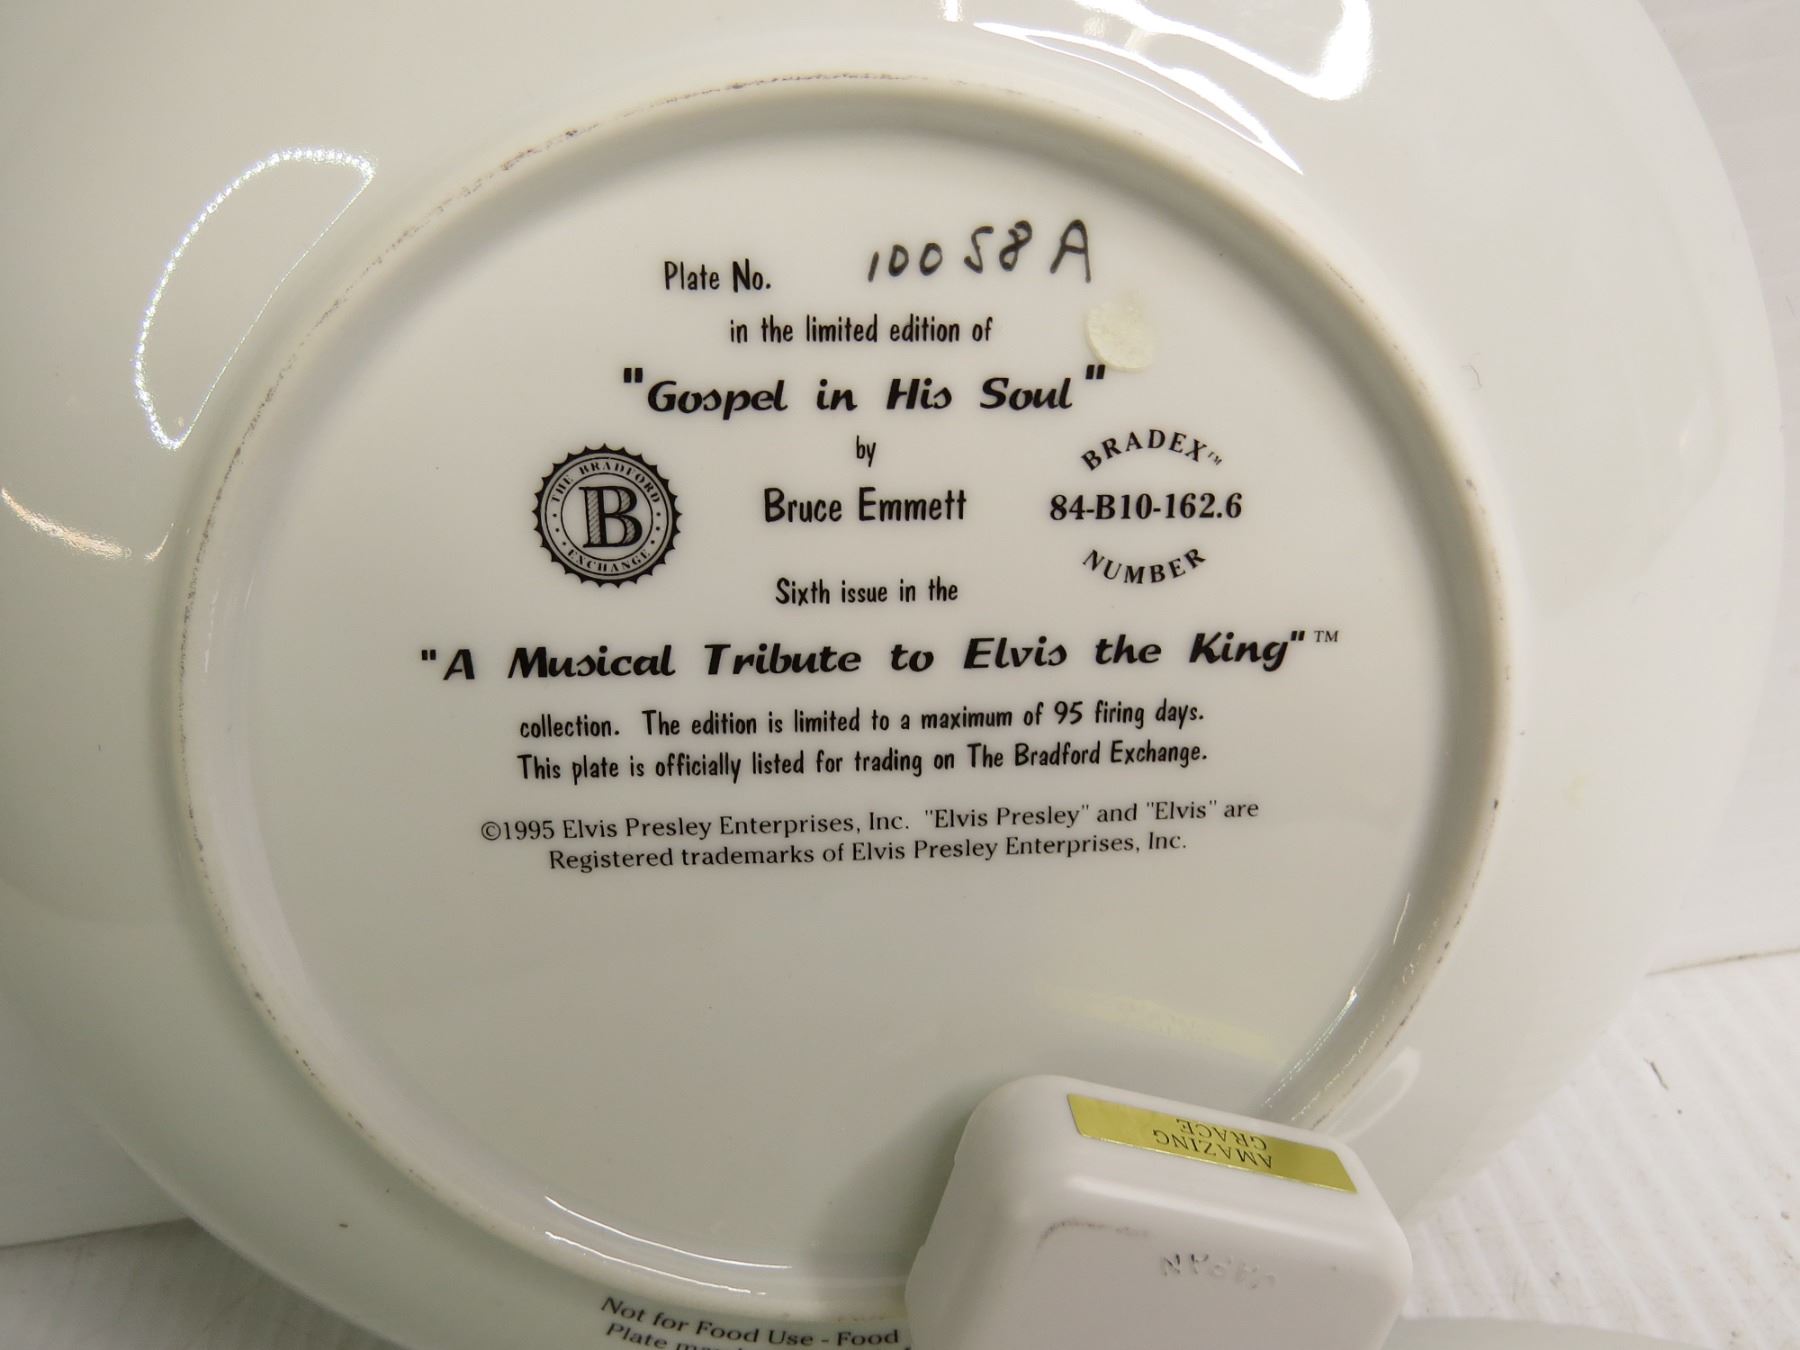 Plate No. 10058A
in the limited edition of
"Gospel in His Soul"
by
Bruce Emmett
THE BRADFORD
B
EXCHANGE
BRADEX™
84-B10-162.6
NUMBER
Sixth issue in the
"A Musical Tribute to Elvis the King"™
collection. The edition is limited to a maximum of 95 firing days.
This plate is officially listed for trading on The Bradford Exchange.
©1995 Elvis Presley Enterprises, Inc. "Elvis Presley" and "Elvis" are
Registered trademarks of Elvis Presley Enterprises, Inc.
AMAZING
GRACE
Not for Food Use - Food
Plate